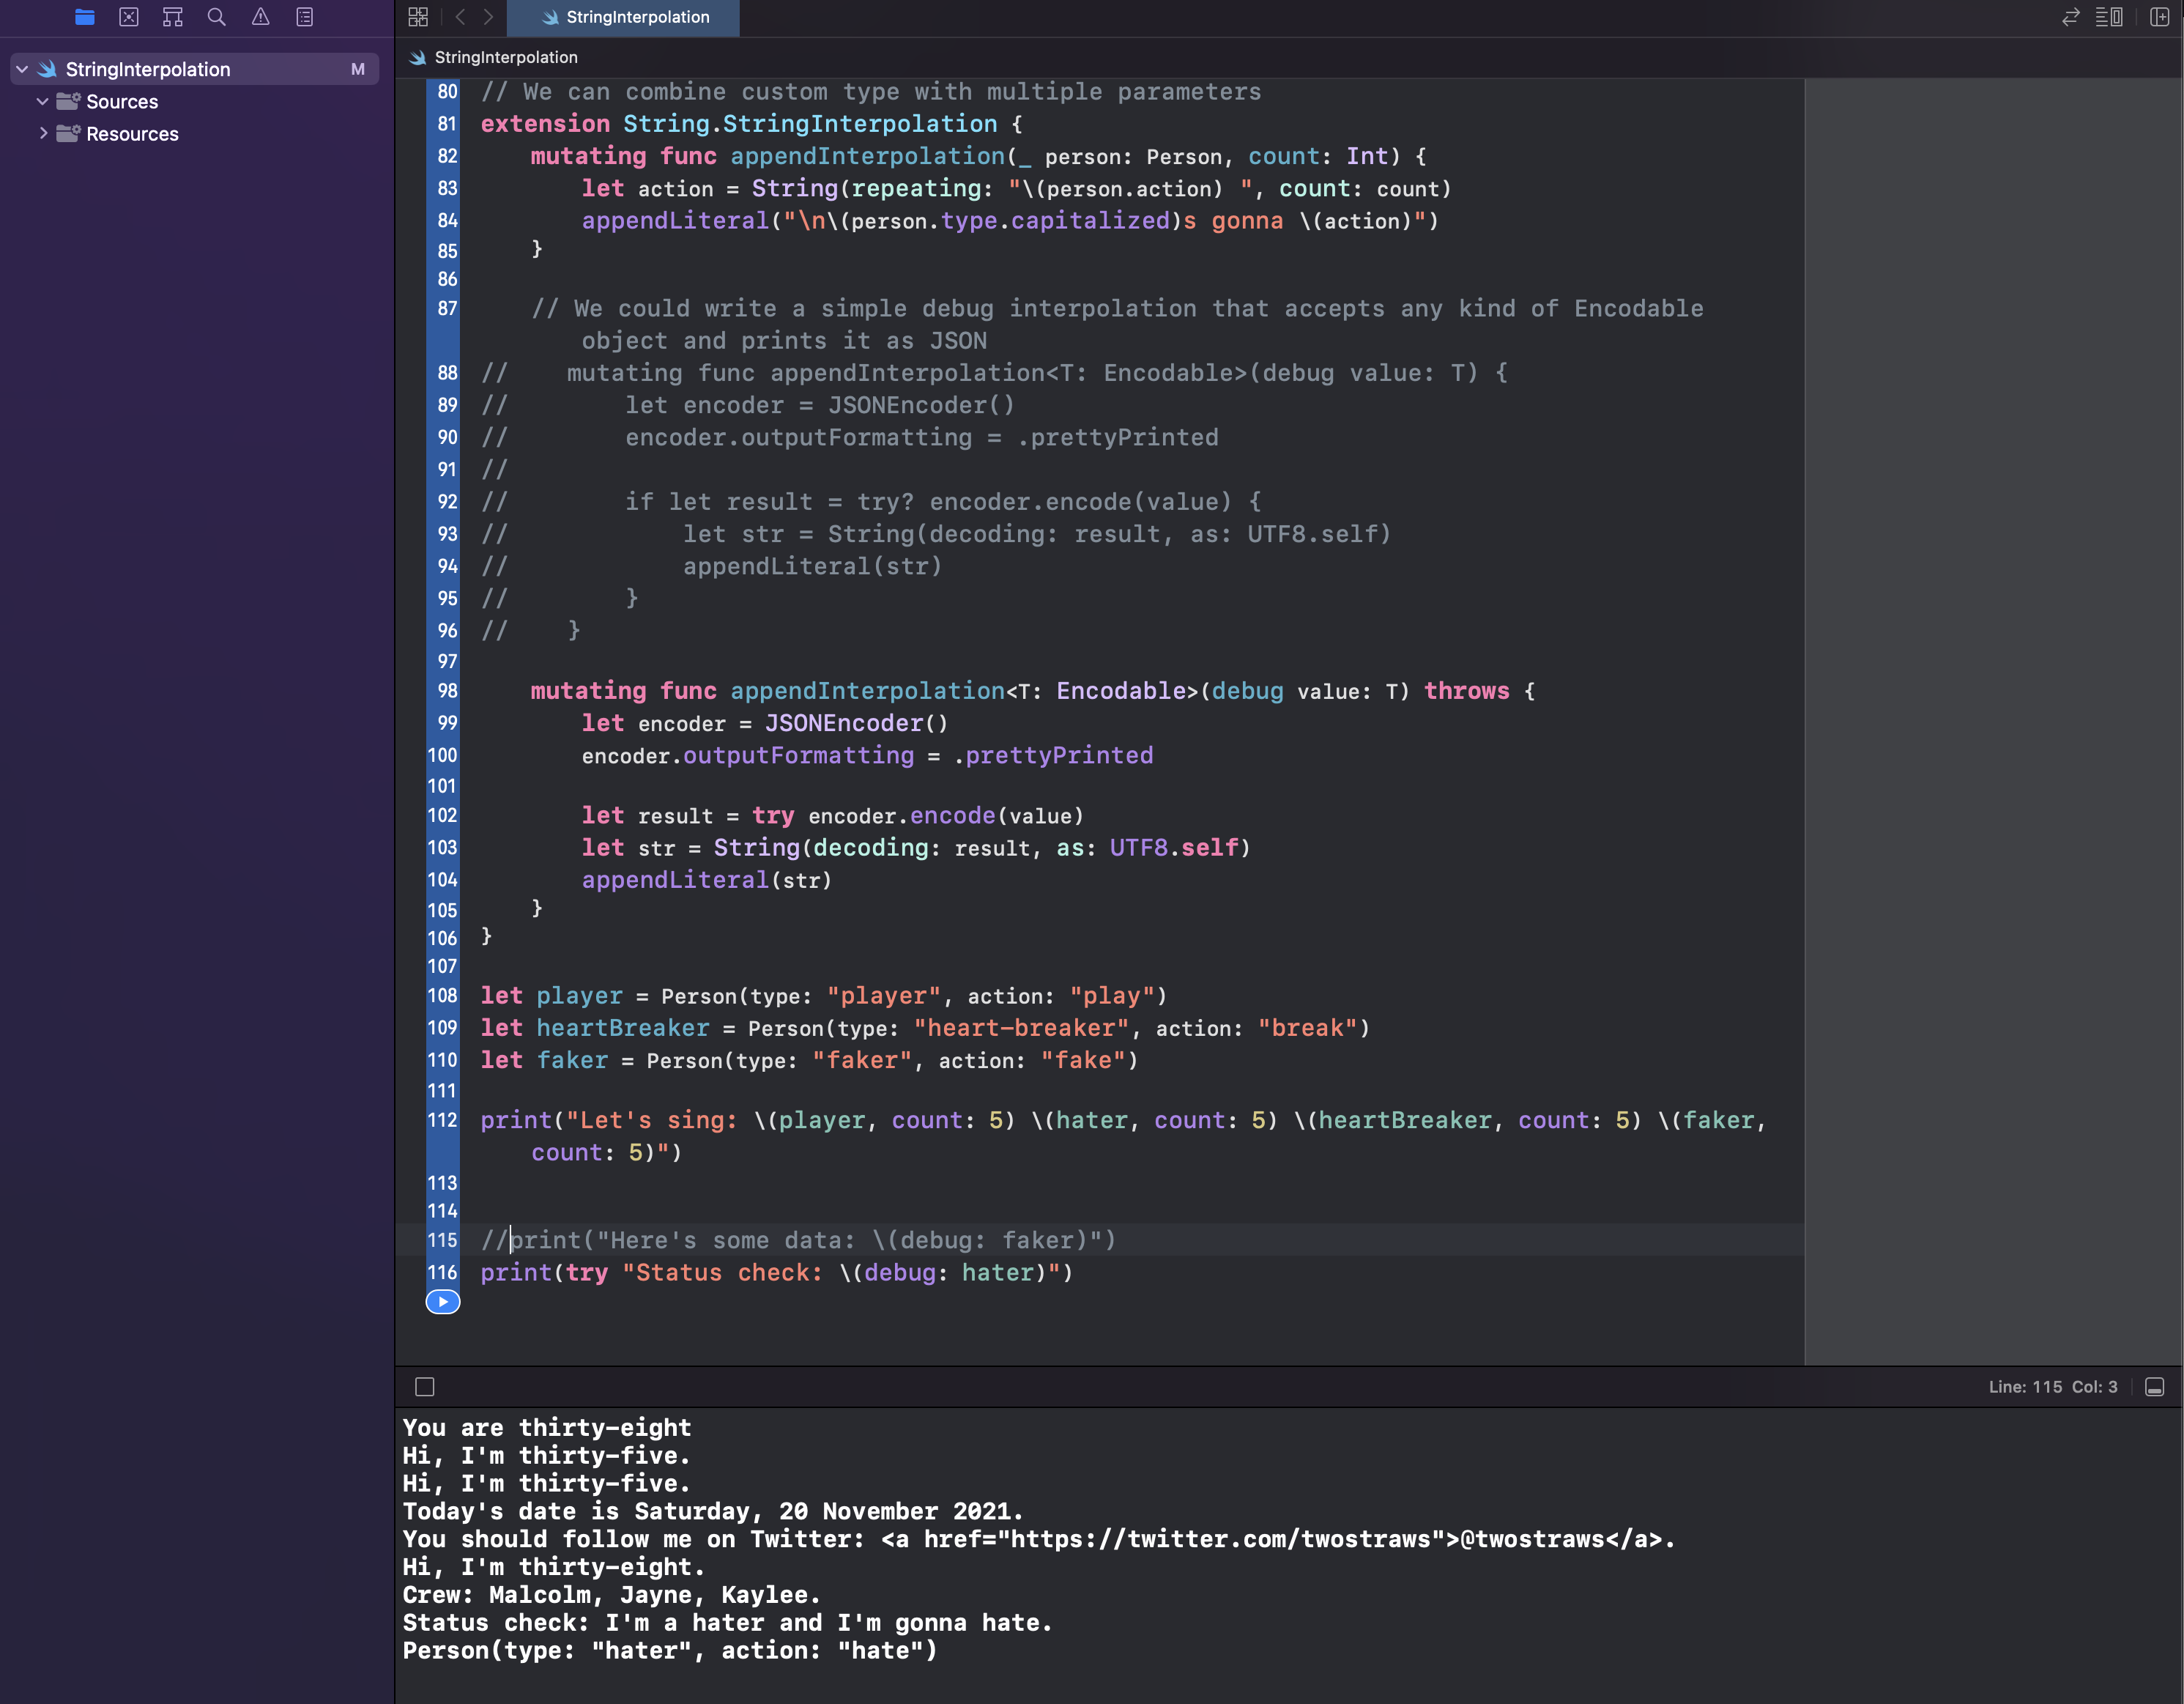 StringInterpolation
StringInterpolation M
Sources
Resources
StringInterpolation
80 // We can combine custom type with multiple parameters
81 extension String.StringInterpolation {
82 mutating func appendInterpolation(_ person: Person, count: Int) {
83 let action = String(repeating: "\(person.action) ", count: count)
84 appendLiteral("\n\(person.type.capitalized)s gonna \(action)")
85 }
86
87 // We could write a simple debug interpolation that accepts any kind of Encodable
object and prints it as JSON
88 // mutating func appendInterpolation<T: Encodable>(debug value: T) {
89 // let encoder = JSONEncoder()
90 // encoder.outputFormatting = .prettyPrinted
91 //
92 // if let result = try? encoder.encode(value) {
93 // let str = String(decoding: result, as: UTF8.self)
94 // appendLiteral(str)
95 // }
96 // }
97
98 mutating func appendInterpolation<T: Encodable>(debug value: T) throws {
99 let encoder = JSONEncoder()
100 encoder.outputFormatting = .prettyPrinted
101
102 let result = try encoder.encode(value)
103 let str = String(decoding: result, as: UTF8.self)
104 appendLiteral(str)
105 }
106 }
107
108 let player = Person(type: "player", action: "play")
109 let heartBreaker = Person(type: "heart-breaker", action: "break")
110 let faker = Person(type: "faker", action: "fake")
111
112 print("Let's sing: \(player, count: 5) \(hater, count: 5) \(heartBreaker, count: 5) \(faker,
count: 5)")
113
114
115 //print("Here's some data: \(debug: faker)")
116 print(try "Status check: \(debug: hater)")
Line: 115 Col: 3
You are thirty-eight
Hi, I'm thirty-five.
Hi, I'm thirty-five.
Today's date is Saturday, 20 November 2021.
You should follow me on Twitter: <a href="https://twitter.com/twostraws">@twostraws</a>.
Hi, I'm thirty-eight.
Crew: Malcolm, Jayne, Kaylee.
Status check: I'm a hater and I'm gonna hate.
Person(type: "hater", action: "hate")